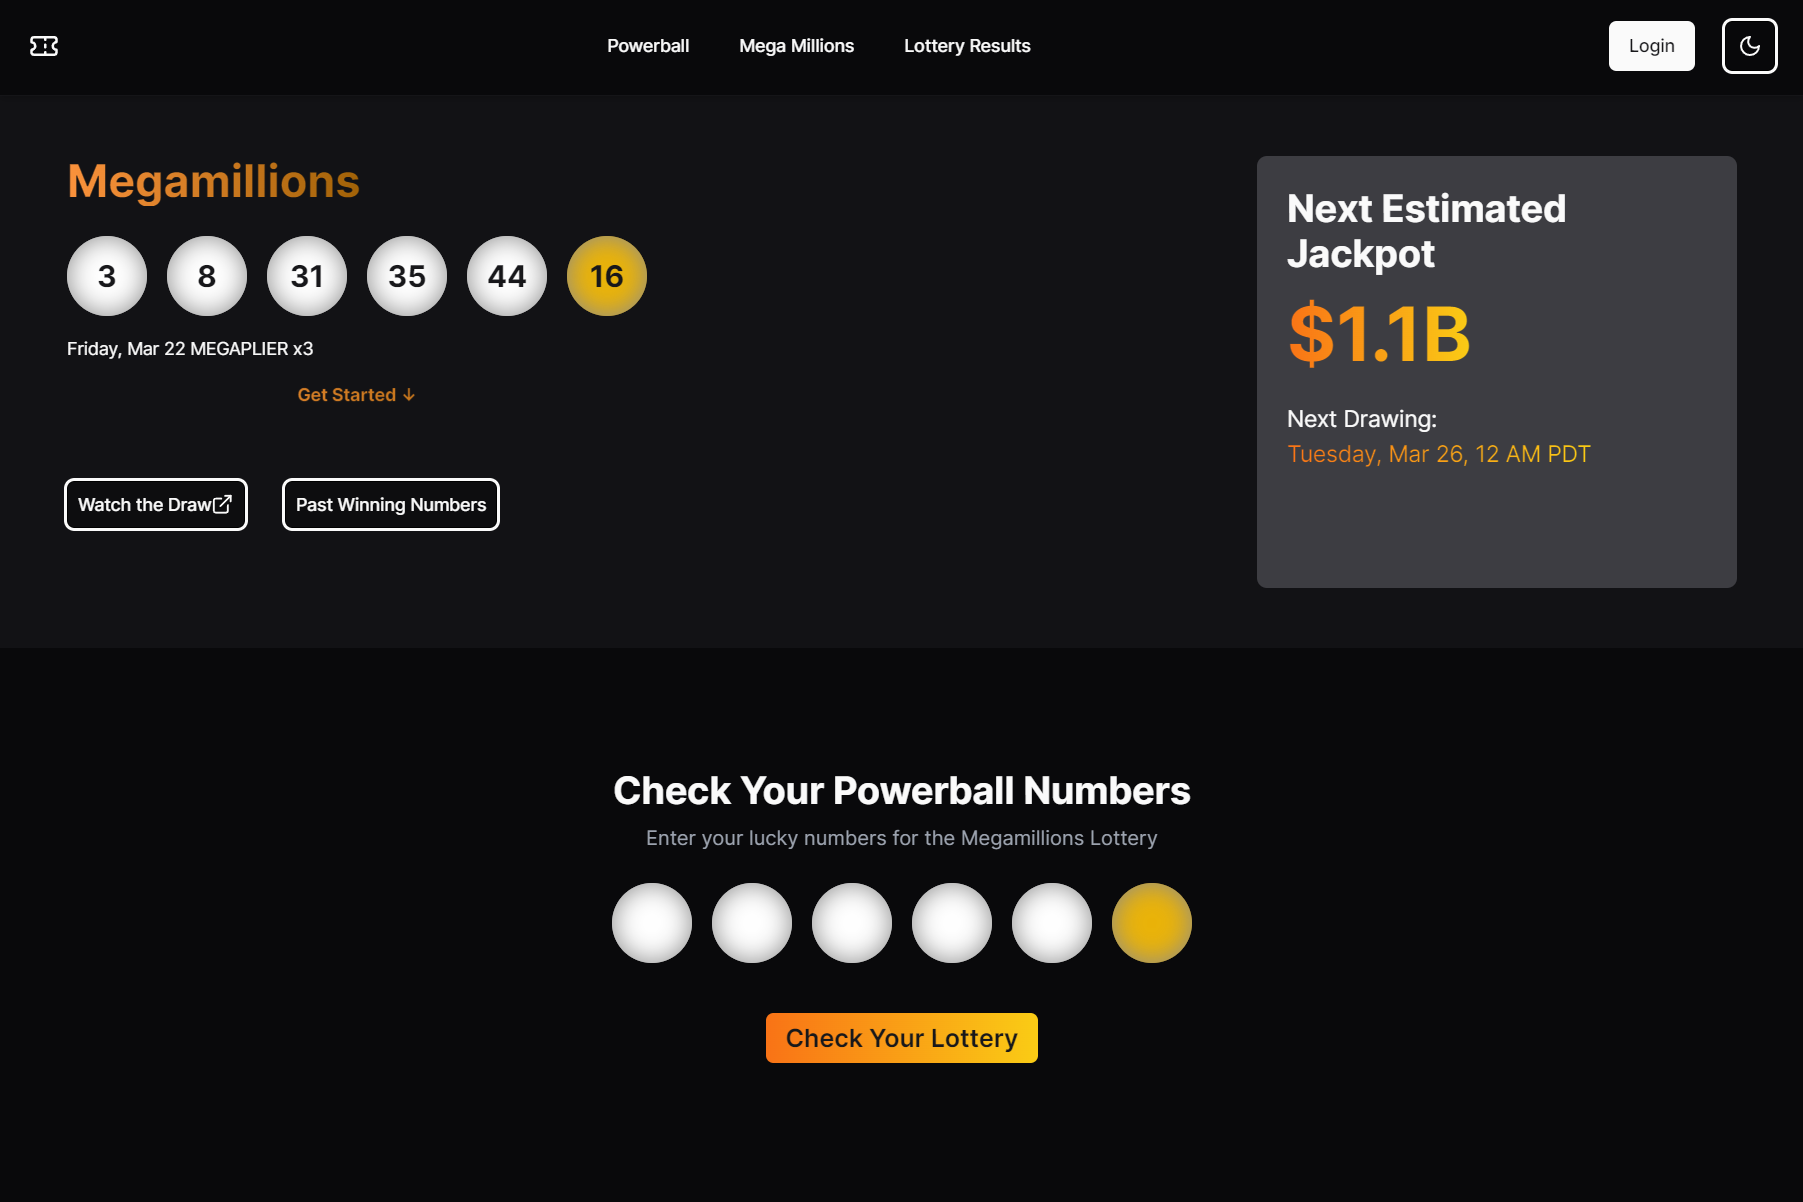 Powerball Mega Millions Lottery Results Login
Megamillions
3 8 31 35 44 16
Friday, Mar 22 MEGAPLIER x3
Get Started ↓
Watch the Draw
Past Winning Numbers
Next Estimated
Jackpot
$1.1B
Next Drawing:
Tuesday, Mar 26, 12 AM PDT
Check Your Powerball Numbers
Enter your lucky numbers for the Megamillions Lottery
Check Your Lottery